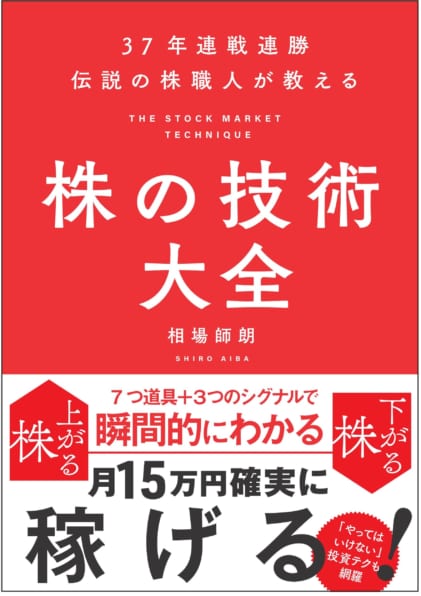 37年連戦連勝
伝説の株職人が教える
THE STOCK MARKET
TECHNIQUE
株の技術
大全
相場師朗
SHIRO AIBA
7つ道具+3つのシグナルで
瞬間的にわかる
上がる
株
下がる
株
月15万円確実に
稼げる!
「やっては
いけない」
投資テクも
網羅